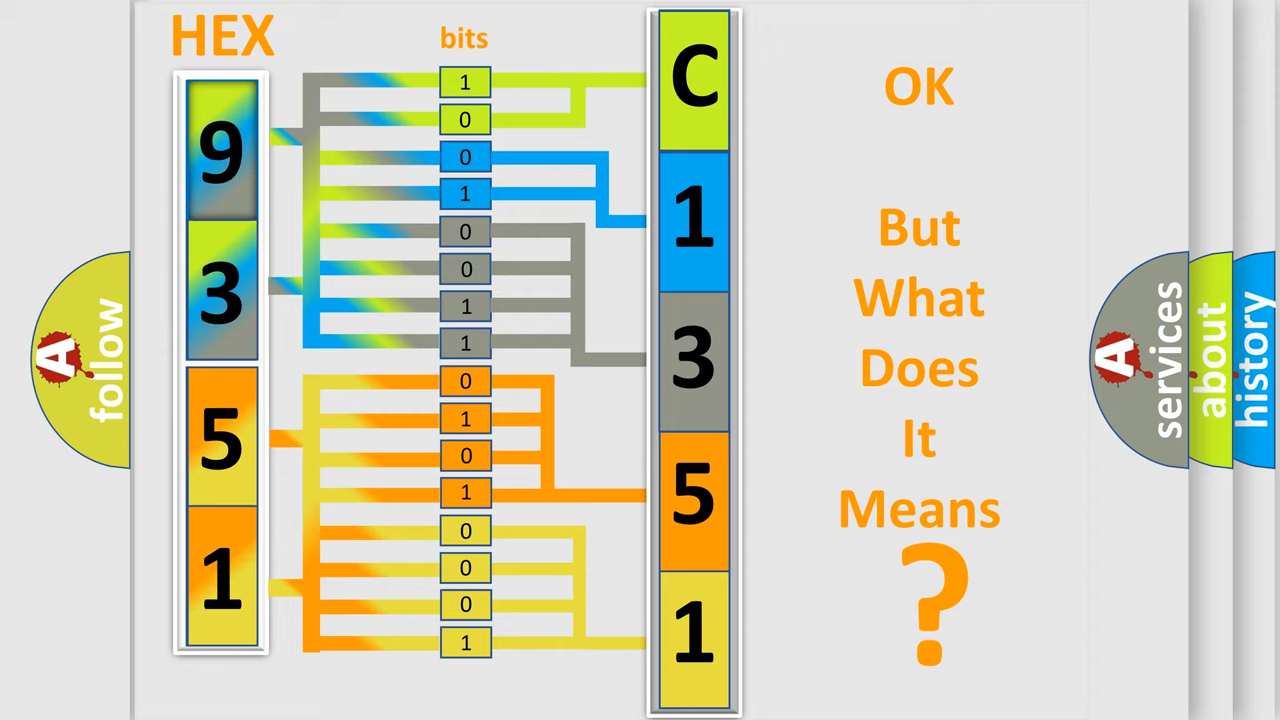 HEX
bits
9
3
5
1
1
0
0
1
0
0
1
1
0
1
0
1
0
0
0
1
C
1
3
5
1
OK
But
What
Does
It
Means
?
A
follow
A
services
about
history